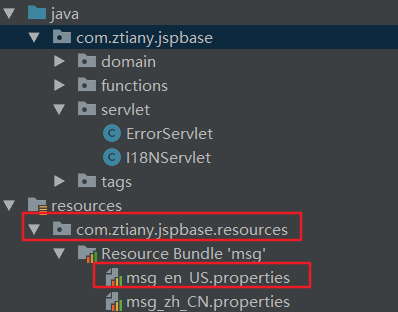 java
com.ztiany.jspbase
domain
functions
servlet
ErrorServlet
I18NServlet
tags
resources
com.ztiany.jspbase.resources
Resource Bundle 'msg'
msg_en_US.properties
msg_zh_CN.properties